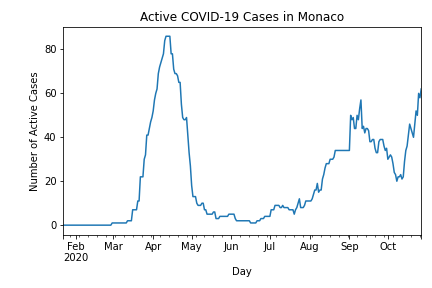 Active COVID-19 Cases in Monaco
Number of Active Cases
80
60
40
20
0
Feb Mar Apr May Jun Jul Aug Sep Oct
2020
Day